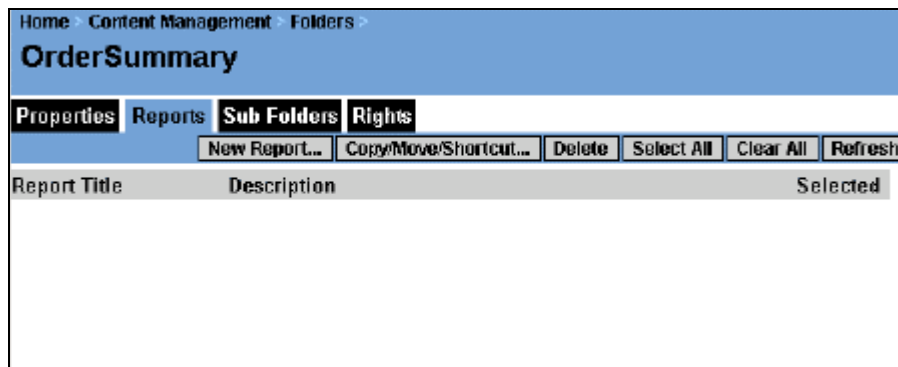 Home > Content Management > Folders >
OrderSummary
Properties Reports Sub Folders Rights
New Report... Copy/Move/Shortcut... Delete Select All Clear All Refresh
Report Title Description Selected